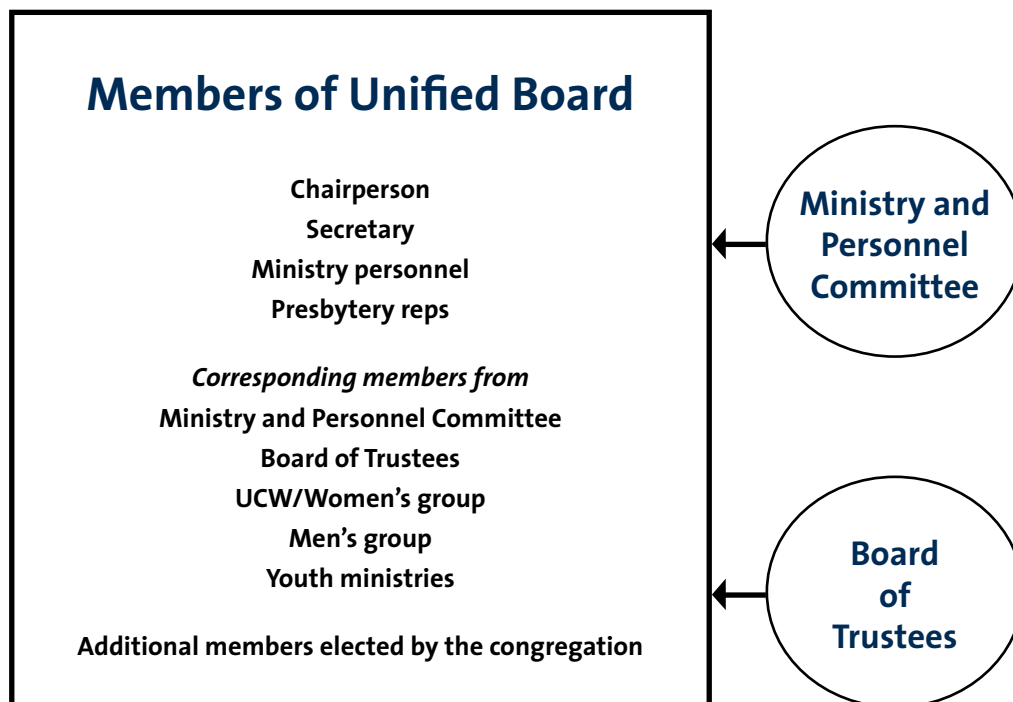 Members of Unified Board
Chairperson
Secretary
Ministry personnel
Presbytery reps
Corresponding members from
Ministry and Personnel Committee
Board of Trustees
UCW/Women’s group
Men’s group
Youth ministries
Additional members elected by the congregation
Ministry and
Personnel
Committee
Board
of
Trustees